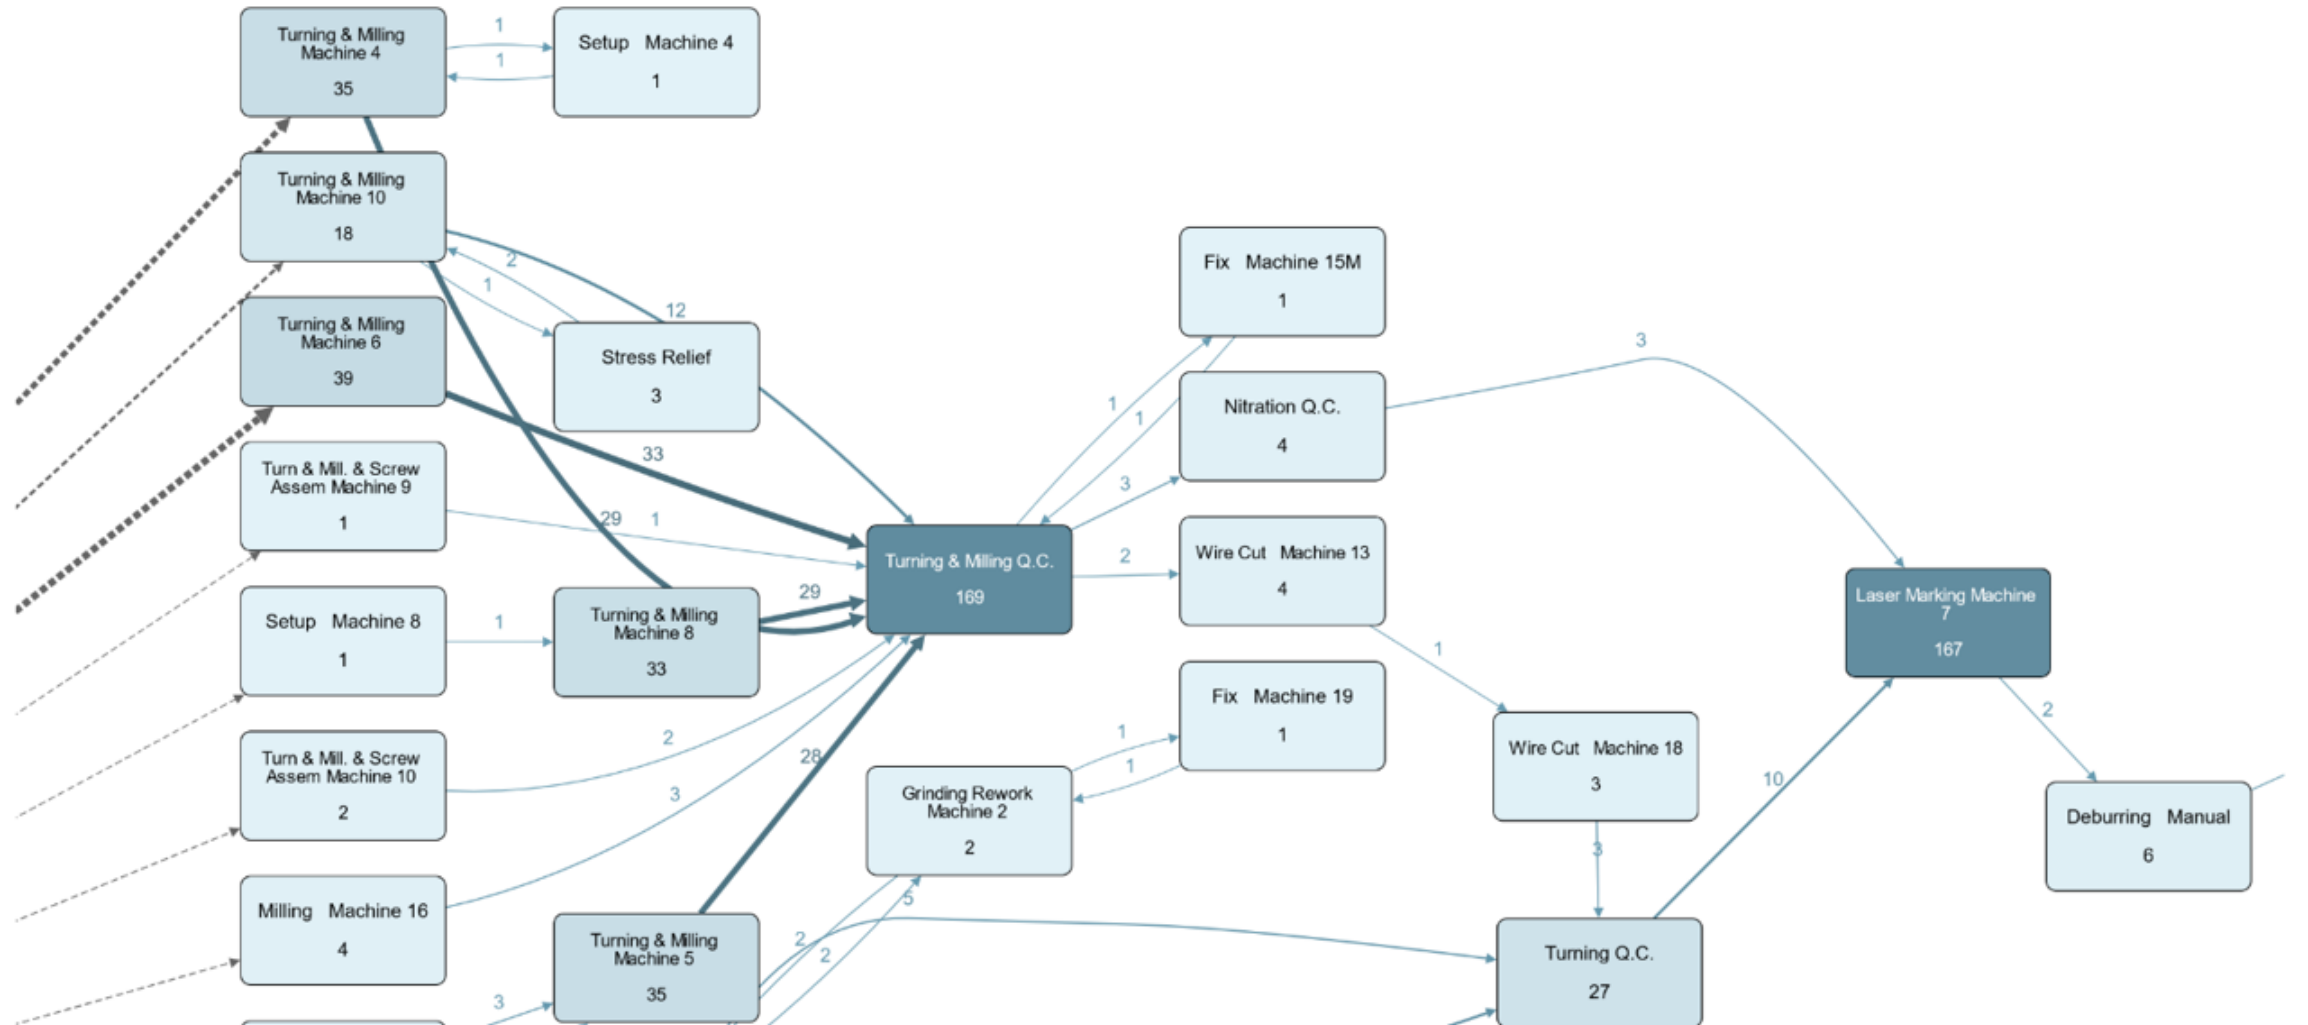 Turning & Milling
Machine 4
35
1
1
Setup Machine 4
1
Turning & Milling
Machine 10
18
2
1
12
Turning & Milling
Machine 6
39
33
Stress Relief
3
Turn & Mill. & Screw
Assem Machine 9
1
29
1
Setup Machine 8
1
1
Turning & Milling
Machine 8
33
29
Turning & Milling Q.C.
169
Turn & Mill. & Screw
Assem Machine 10
2
2
Milling Machine 16
4
3
28
3
Turning & Milling
Machine 5
35
2
2
5
Grinding Rework
Machine 2
2
1
1
Fix Machine 15M
1
1
1
Nitration Q.C.
4
3
3
Wire Cut Machine 13
4
2
1
Fix Machine 19
1
Wire Cut Machine 18
3
3
Turning Q.C.
27
10
Laser Marking Machine
7
167
2
Deburring Manual
6